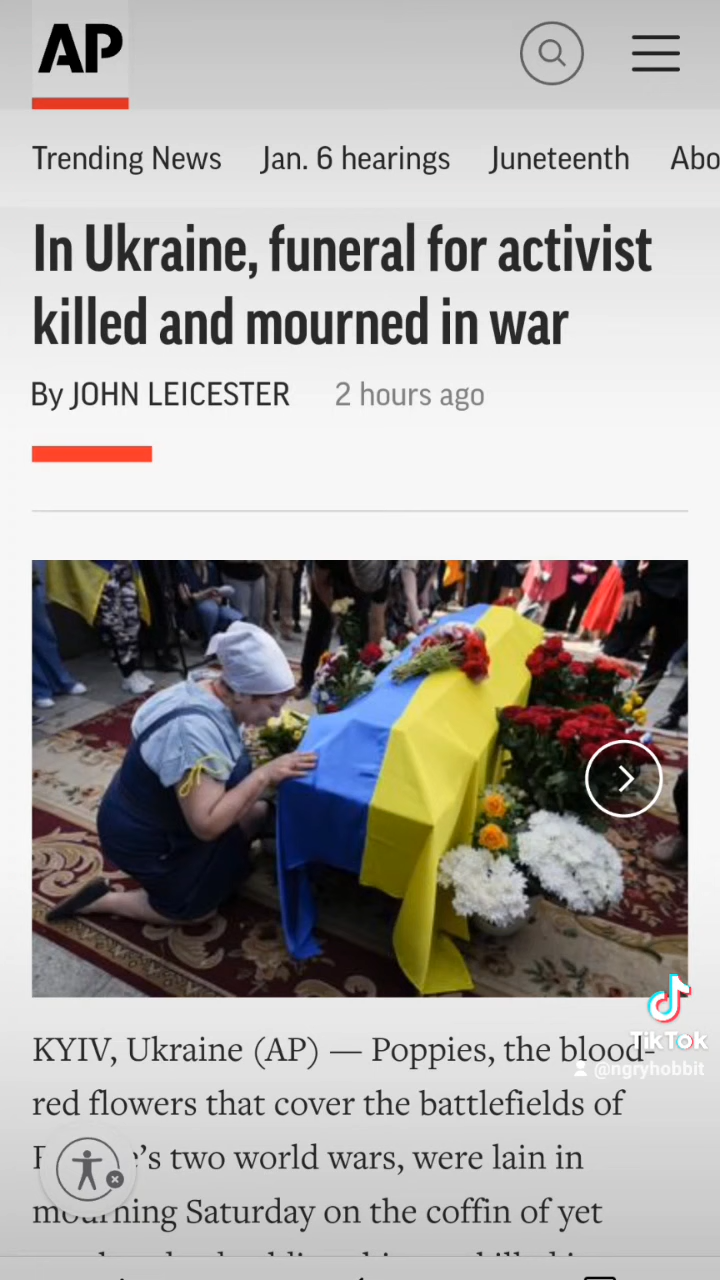 AP
Trending News Jan. 6 hearings Juneteenth Abo
In Ukraine, funeral for activist
killed and mourned in war
By JOHN LEICESTER 2 hours ago
TikTok
@ngryhobbit
KYIV, Ukraine (AP) — Poppies, the blood-
red flowers that cover the battlefields of
’s two world wars, were lain in
mourning Saturday on the coffin of yet